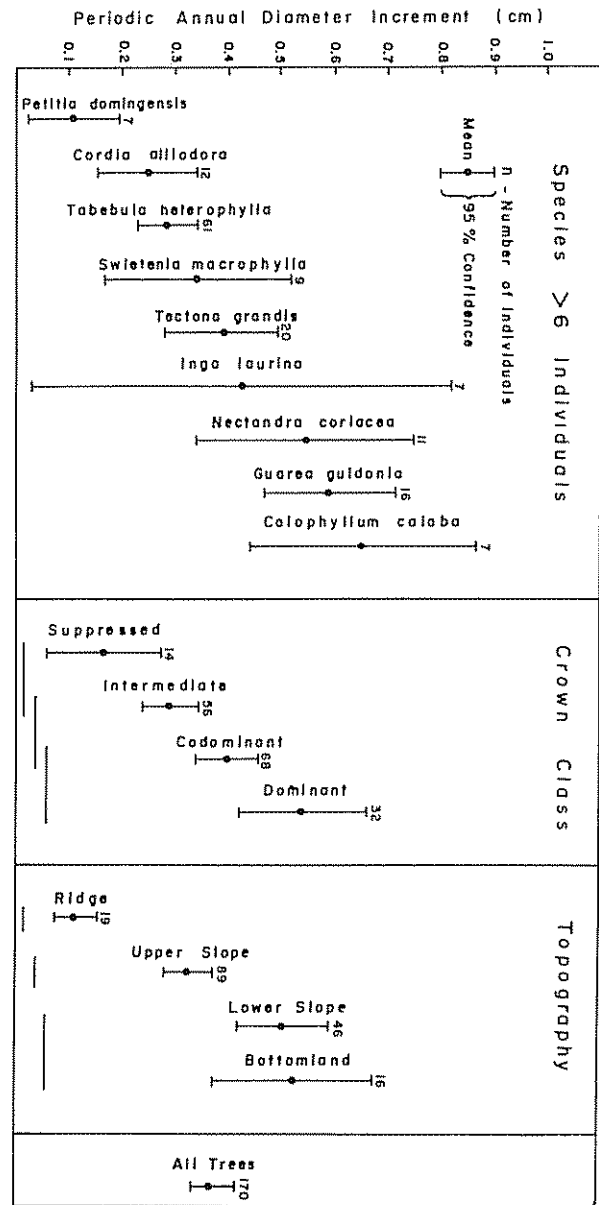 Periodic Annual Diameter Increment (cm)
0.1
0.2
0.3
0.4
0.5
0.6
0.7
0.8
0.9
1.0
Species >6 Individuals
n - Number of Individuals
Mean
95% Confidence
Petitia domingensis
7
Cordia alliodora
12
Tabebuia heterophylla
61
Swietenia macrophylla
9
Tectona grandis
20
Inga laurina
7
Nectandra coriacea
11
Guarea guidonia
16
Calophyllum calaba
7
Crown Class
Suppressed
14
Intermediate
56
Codominant
68
Dominant
32
Topography
Ridge
19
Upper Slope
89
Lower Slope
46
Bottomland
16
All Trees
170